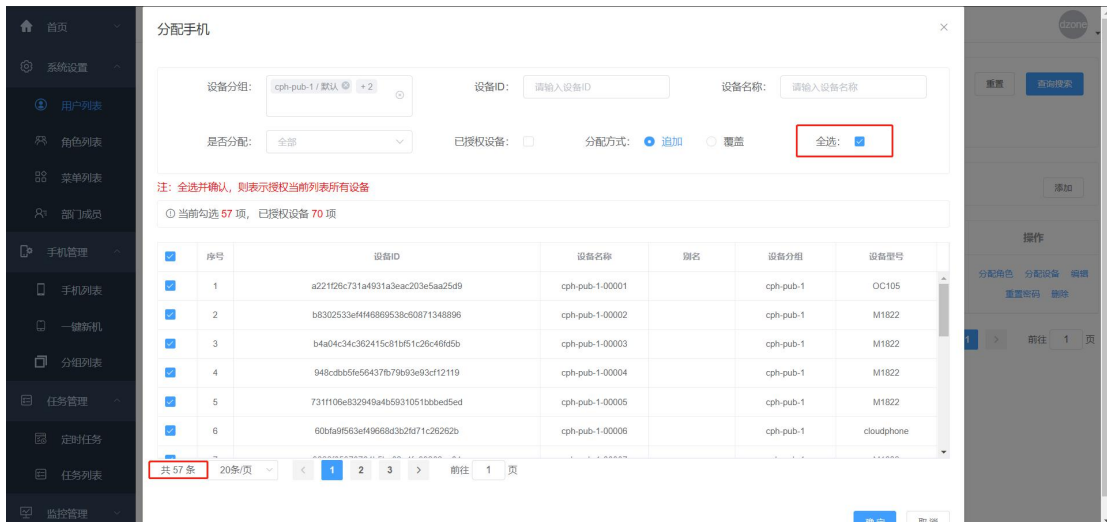 首页
系统设置
用户列表
角色列表
菜单列表
部门成员
手机管理
手机列表
一键新机
分组列表
任务管理
定时任务
任务列表
监控管理
分配手机
设备分组： cph-pub-1 / 默认 + 2 设备ID： 请输入设备ID 设备名称： 请输入设备名称
是否分配： 全部 已授权设备： 分配方式： 追加 覆盖 全选：
注：全选并确认，则表示授权当前列表所有设备
当前勾选 57 项， 已授权设备 70 项
序号 设备ID 设备名称 别名 设备分组 设备型号
1 a221f26c731a4931a3eac203e5aa25d9 cph-pub-1-00001 cph-pub-1 OC105
2 b8302533ef4f46869538c60871348896 cph-pub-1-00002 cph-pub-1 M1822
3 b4a04c34c362415c81bf51c26c46fd5b cph-pub-1-00003 cph-pub-1 M1822
4 948cdbb5fe56437fb79b93e93cf12119 cph-pub-1-00004 cph-pub-1 M1822
5 731f106e832949a4b5931051bbbed5ed cph-pub-1-00005 cph-pub-1 M1822
6 60bfa9f563ef49668d3b2fd71c26262b cph-pub-1-00006 cph-pub-1 cloudphone
共 57 条 20条/页 < 1 2 3 > 前往 1 页
确定 取消
dzone
重置 查询搜索
添加
操作
分配角色 分配设备 编辑
重置密码 删除
1 > 前往 1 页